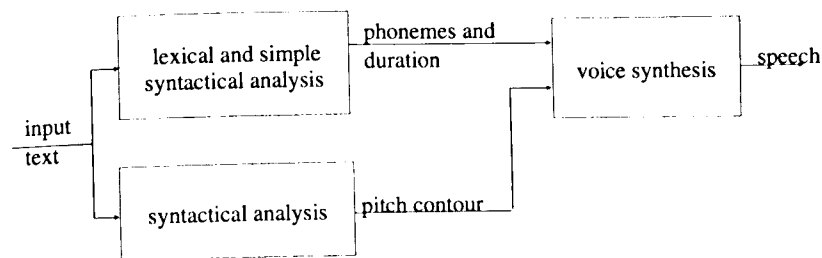 input
text
lexical and simple
syntactical analysis
phonemes and
duration
syntactical analysis
pitch contour
voice synthesis
speech